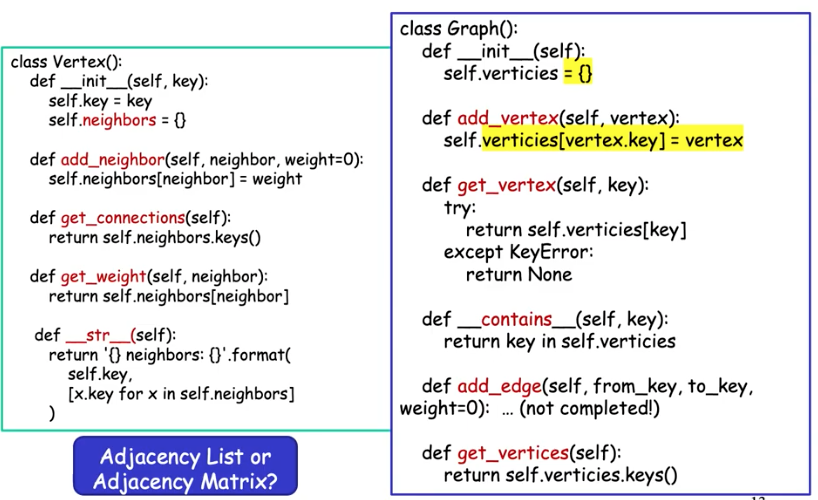 class Vertex():
def __init__(self, key):
self.key = key
self.neighbors = {}
def add_neighbor(self, neighbor, weight=0):
self.neighbors[neighbor] = weight
def get_connections(self):
return self.neighbors.keys()
def get_weight(self, neighbor):
return self.neighbors[neighbor]
def __str__(self):
return '{} neighbors: {}'.format(
self.key,
[x.key for x in self.neighbors]
)
Adjacency List or
Adjacency Matrix?
class Graph():
def __init__(self):
self.verticies = {}
def add_vertex(self, vertex):
self.verticies[vertex.key] = vertex
def get_vertex(self, key):
try:
return self.verticies[key]
except KeyError:
return None
def __contains__(self, key):
return key in self.verticies
def add_edge(self, from_key, to_key,
weight=0): ... (not completed!)
def get_vertices(self):
return self.verticies.keys()